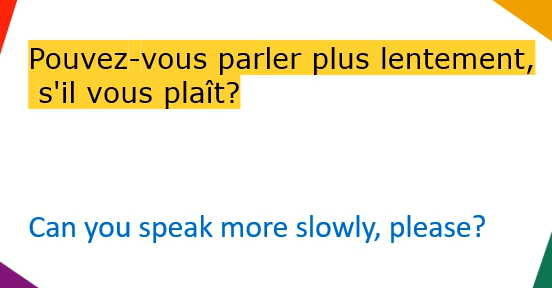 Pouvez-vous parler plus lentement,
s'il vous plaît?
Can you speak more slowly, please?